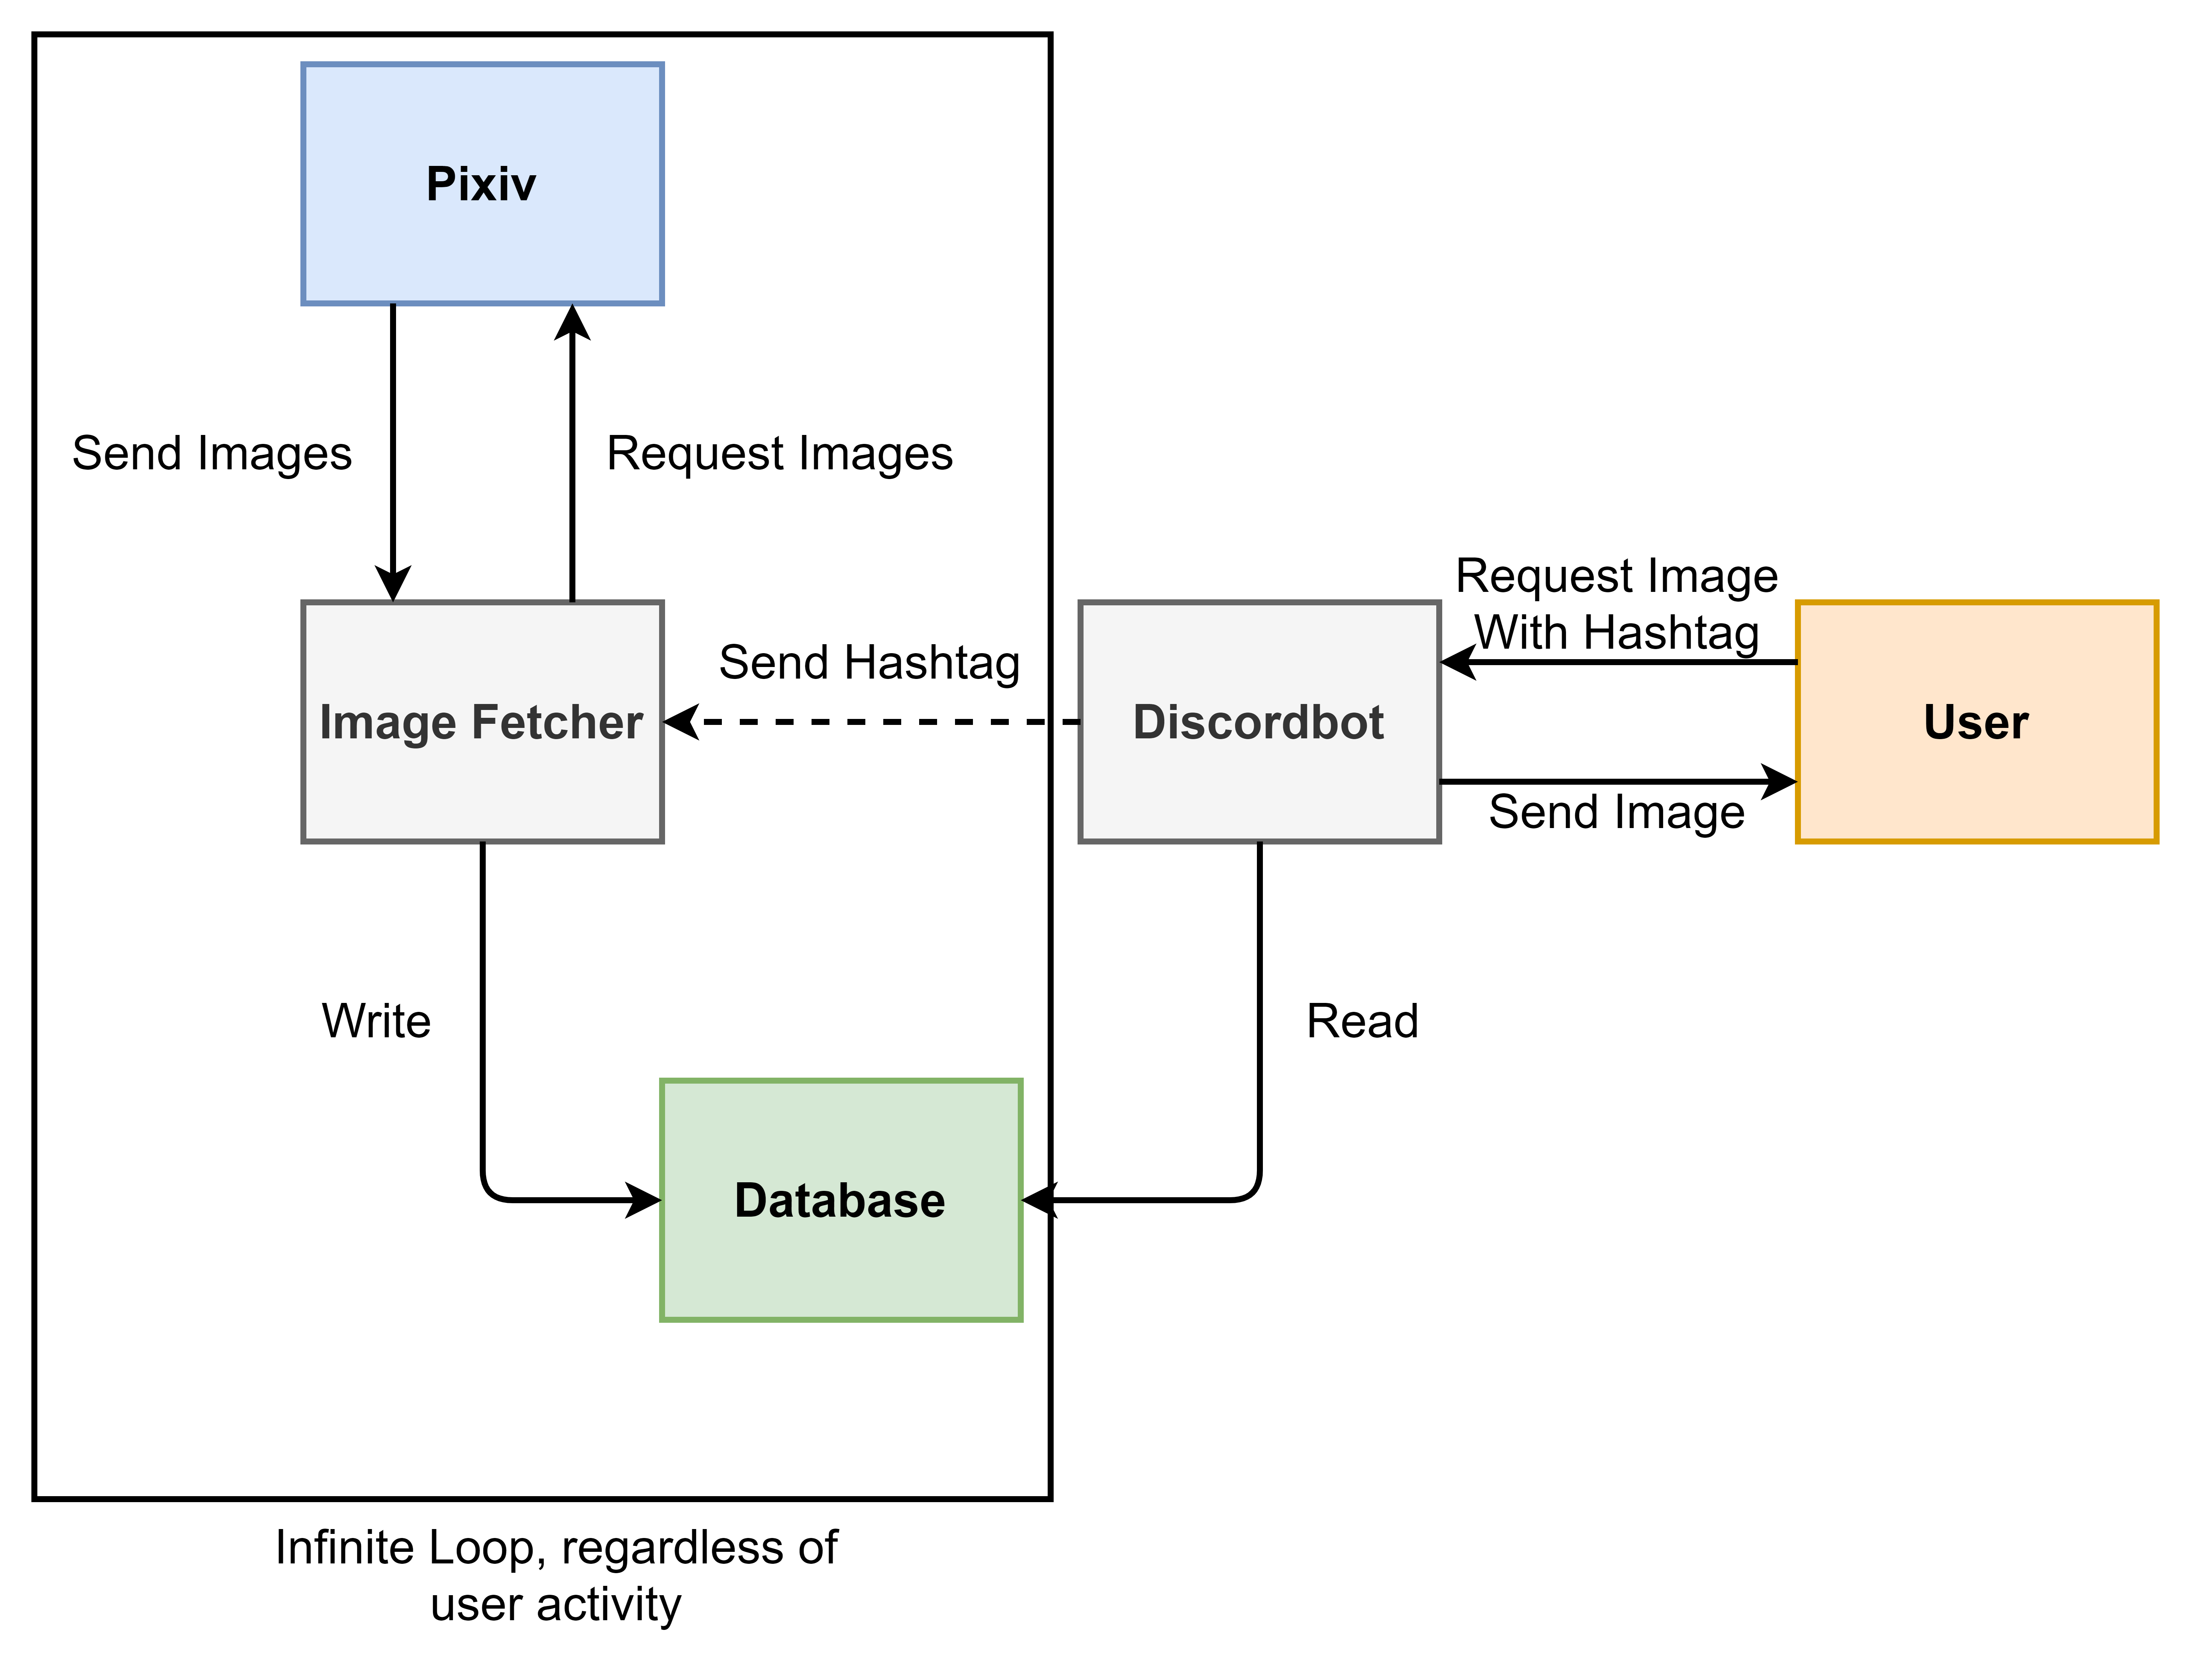 Pixiv
Send Images
Request Images
Request Image
With Hashtag
Send Hashtag
Image Fetcher
Discordbot
User
Send Image
Write
Read
Database
Infinite Loop, regardless of
user activity